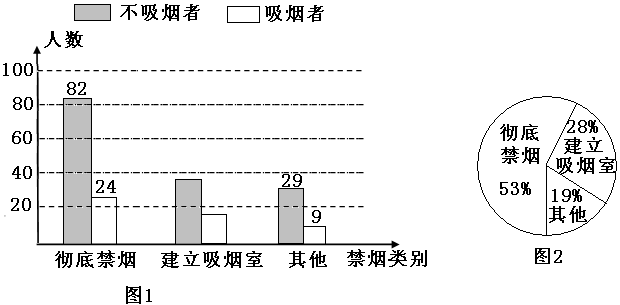 不吸烟者 吸烟者
人数
100
80
60
40
20
82
24
29
9
彻底禁烟 建立吸烟室 其他 禁烟类别
图1
彻底
禁烟
53%
28%
建立
吸烟室
19%
其他
图2